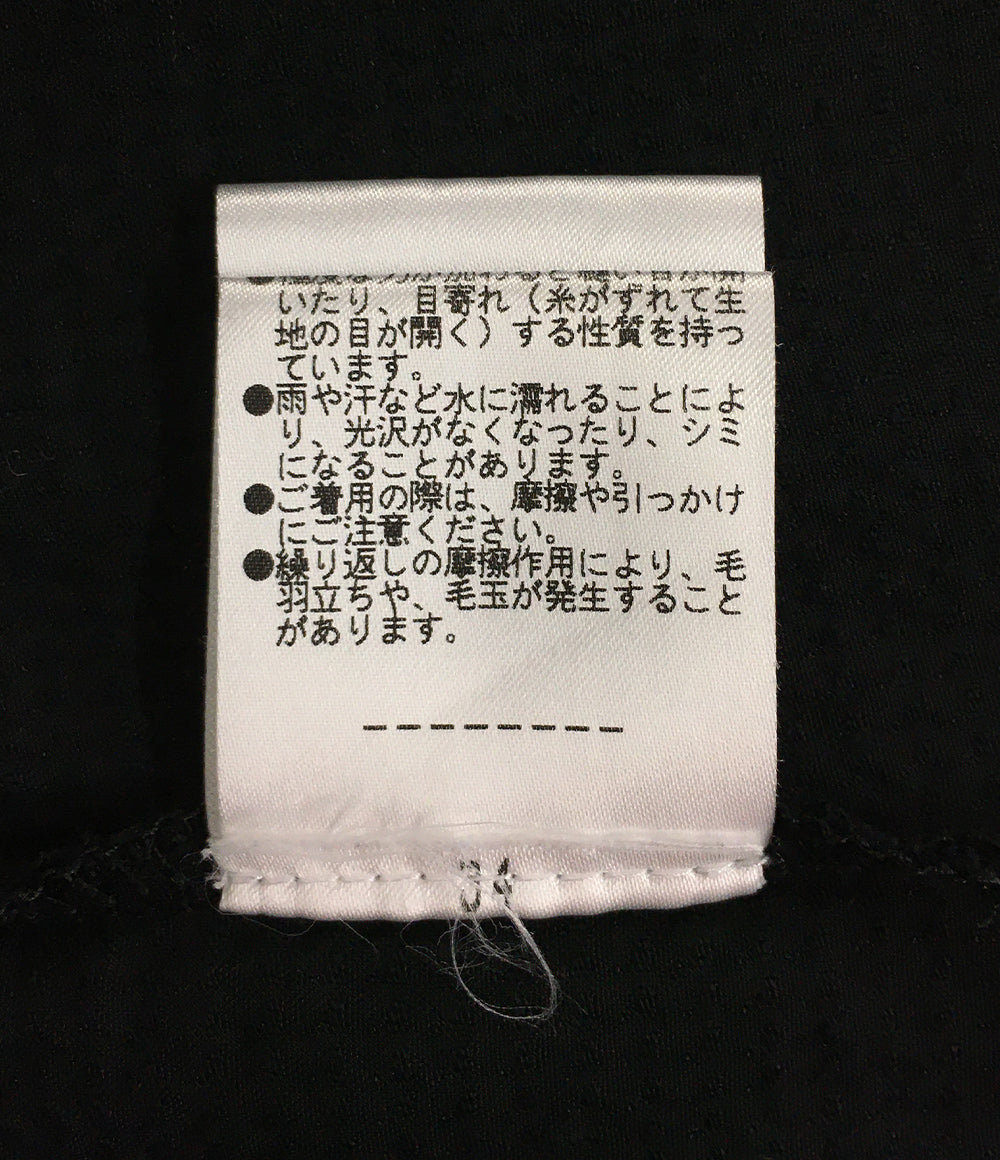 いたり、目寄れ（糸がずれて生
地の目が開く）する性質を持っ
ています。
●雨や汗など水に濡れることによ
り、光沢がなくなったり、シミ
になることがあります。
●ご着用の際は、摩擦や引っかけ
にご注意ください。
●繰り返しの摩擦作用により、毛
羽立ちや、毛玉が発生すること
があります。
--------